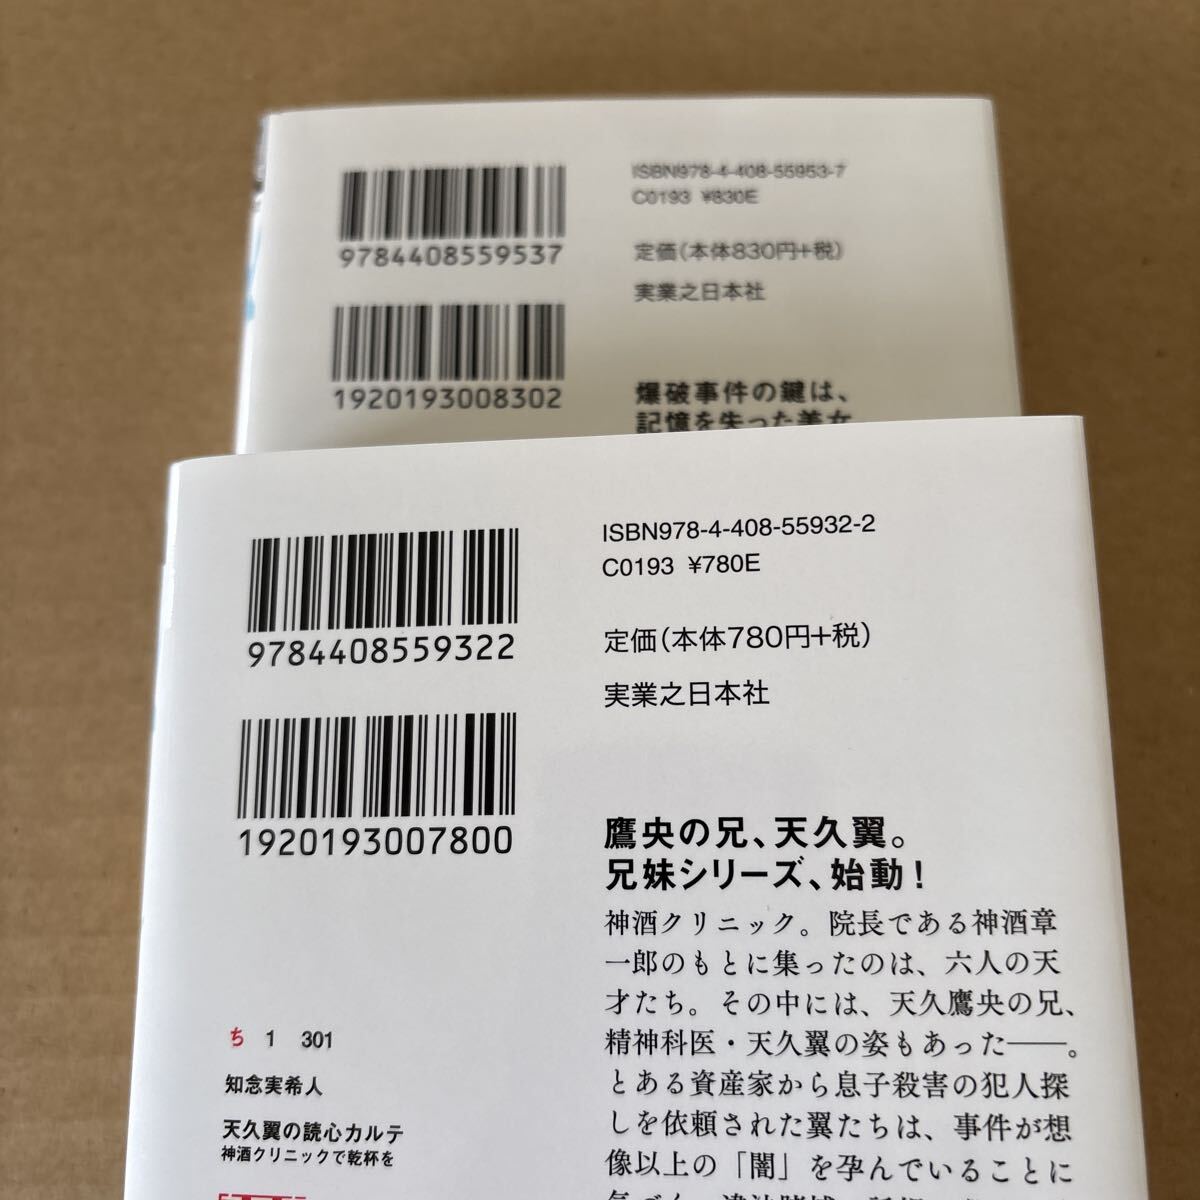 ISBN978-4-408-55953-7
C0193 ¥830E
9784408559537
定価(本体830円+税)
実業之日本社
1920193008302
爆破事件の鍵は、
記憶を失った美女
ISBN978-4-408-55932-2
C0193 ¥780E
9784408559322
定価(本体780円+税)
実業之日本社
1920193007800
鷹央の兄、天久翼。
兄妹シリーズ、始動!
神酒クリニック。院長である神酒章
一郎のもとに集ったのは、六人の天
才たち。その中には、天久鷹央の兄、
精神科医・天久翼の姿もあった――。
とある資産家から息子殺害の犯人探
しを依頼された翼たちは、事件が想
像以上の「闇」を孕んでいることに
ち 1 301
知念実希人
天久翼の読心カルテ
神酒クリニックで乾杯を